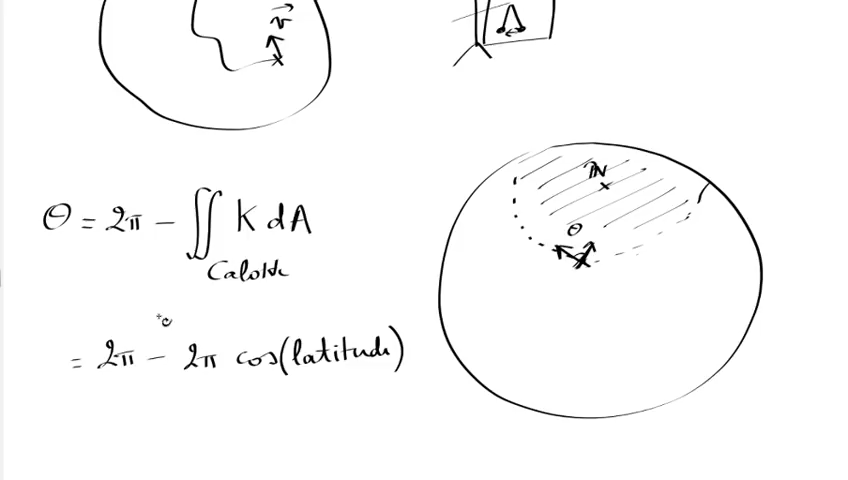 v⃗
N
θ = 2π − ∬ K dA
Calotte
θ
= 2π − 2π cos(latitude)